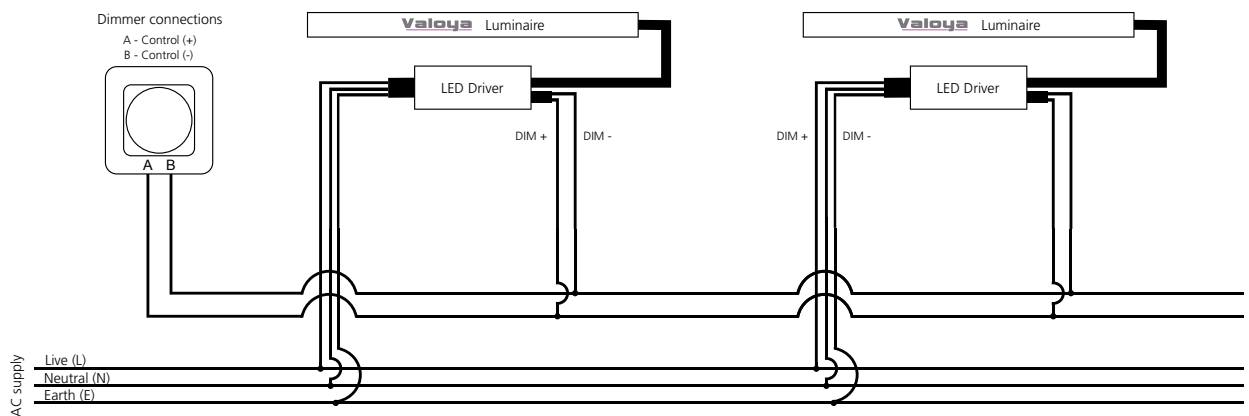 Dimmer connections
A - Control (+)
B - Control (-)
A B
Valoya Luminaire
LED Driver
DIM + DIM -
Valoya Luminaire
LED Driver
DIM + DIM -
AC supply
Live (L)
Neutral (N)
Earth (E)